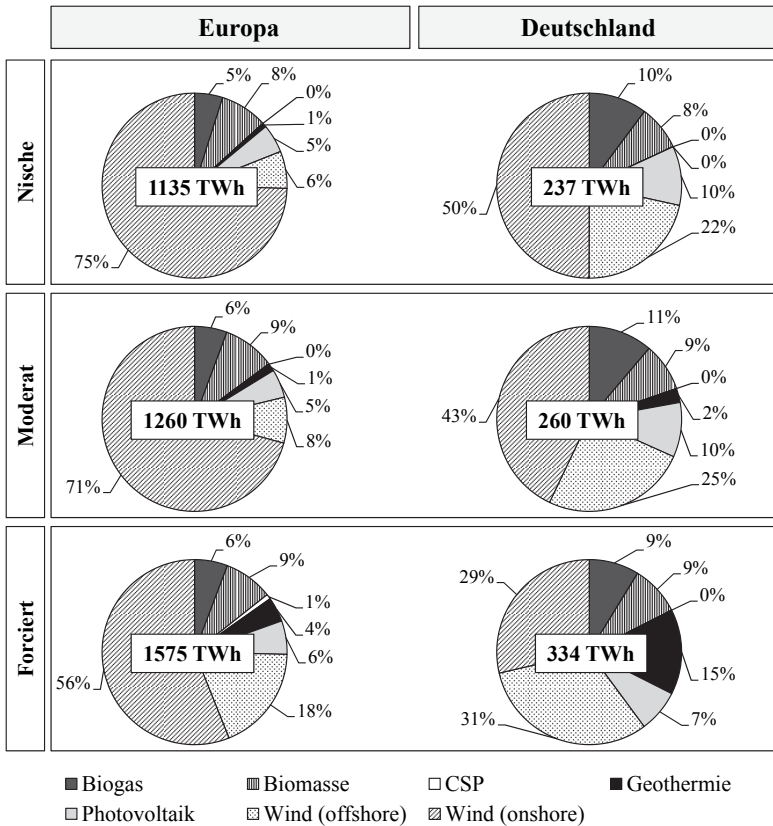 Europa
Deutschland
Nische
5%
8%
0%
1%
5%
6%
75%
1135 TWh
10%
8%
0%
0%
10%
22%
50%
237 TWh
Moderat
6%
9%
0%
1%
5%
8%
71%
1260 TWh
11%
9%
0%
2%
10%
25%
43%
260 TWh
Forciert
6%
9%
1%
4%
6%
18%
56%
1575 TWh
9%
9%
0%
15%
7%
31%
29%
334 TWh
Biogas
Biomasse
CSP
Geothermie
Photovoltaik
Wind (offshore)
Wind (onshore)